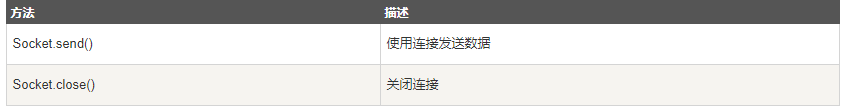 方法 描述
Socket.send() 使用连接发送数据
Socket.close() 关闭连接